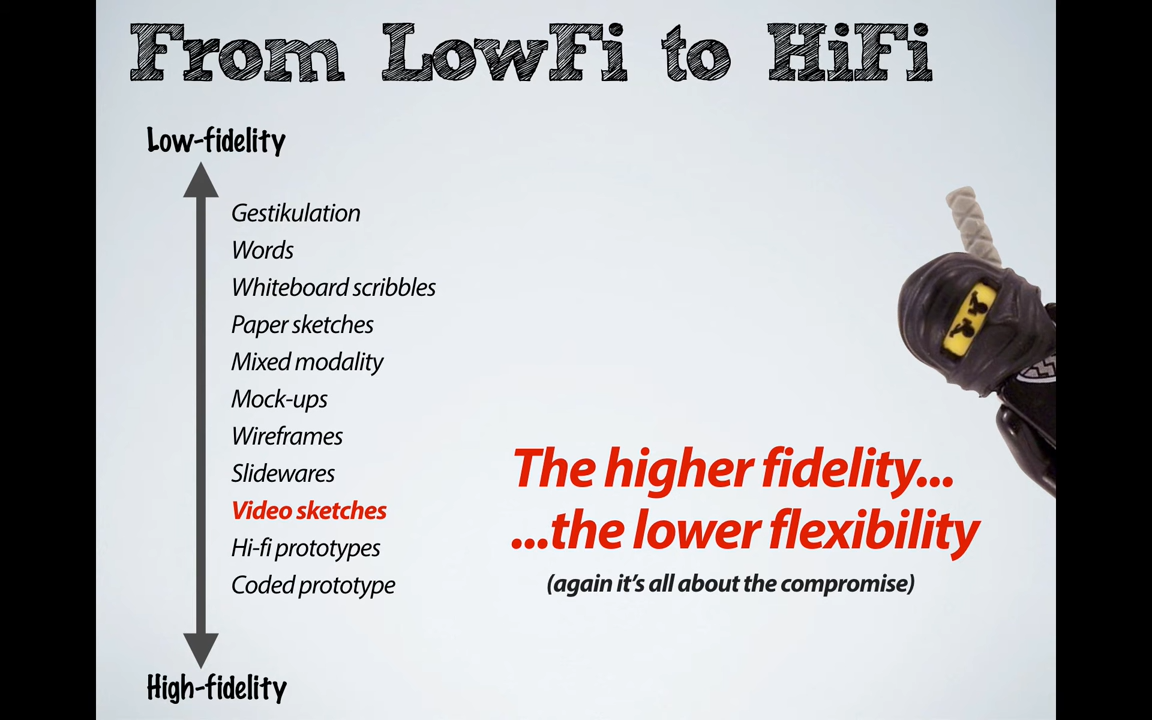 From LowFi to HiFi
Low-fidelity
Gestikulation
Words
Whiteboard scribbles
Paper sketches
Mixed modality
Mock-ups
Wireframes
Slidewares
Video sketches
Hi-fi prototypes
Coded prototype
High-fidelity
The higher fidelity...
...the lower flexibility
(again it’s all about the compromise)